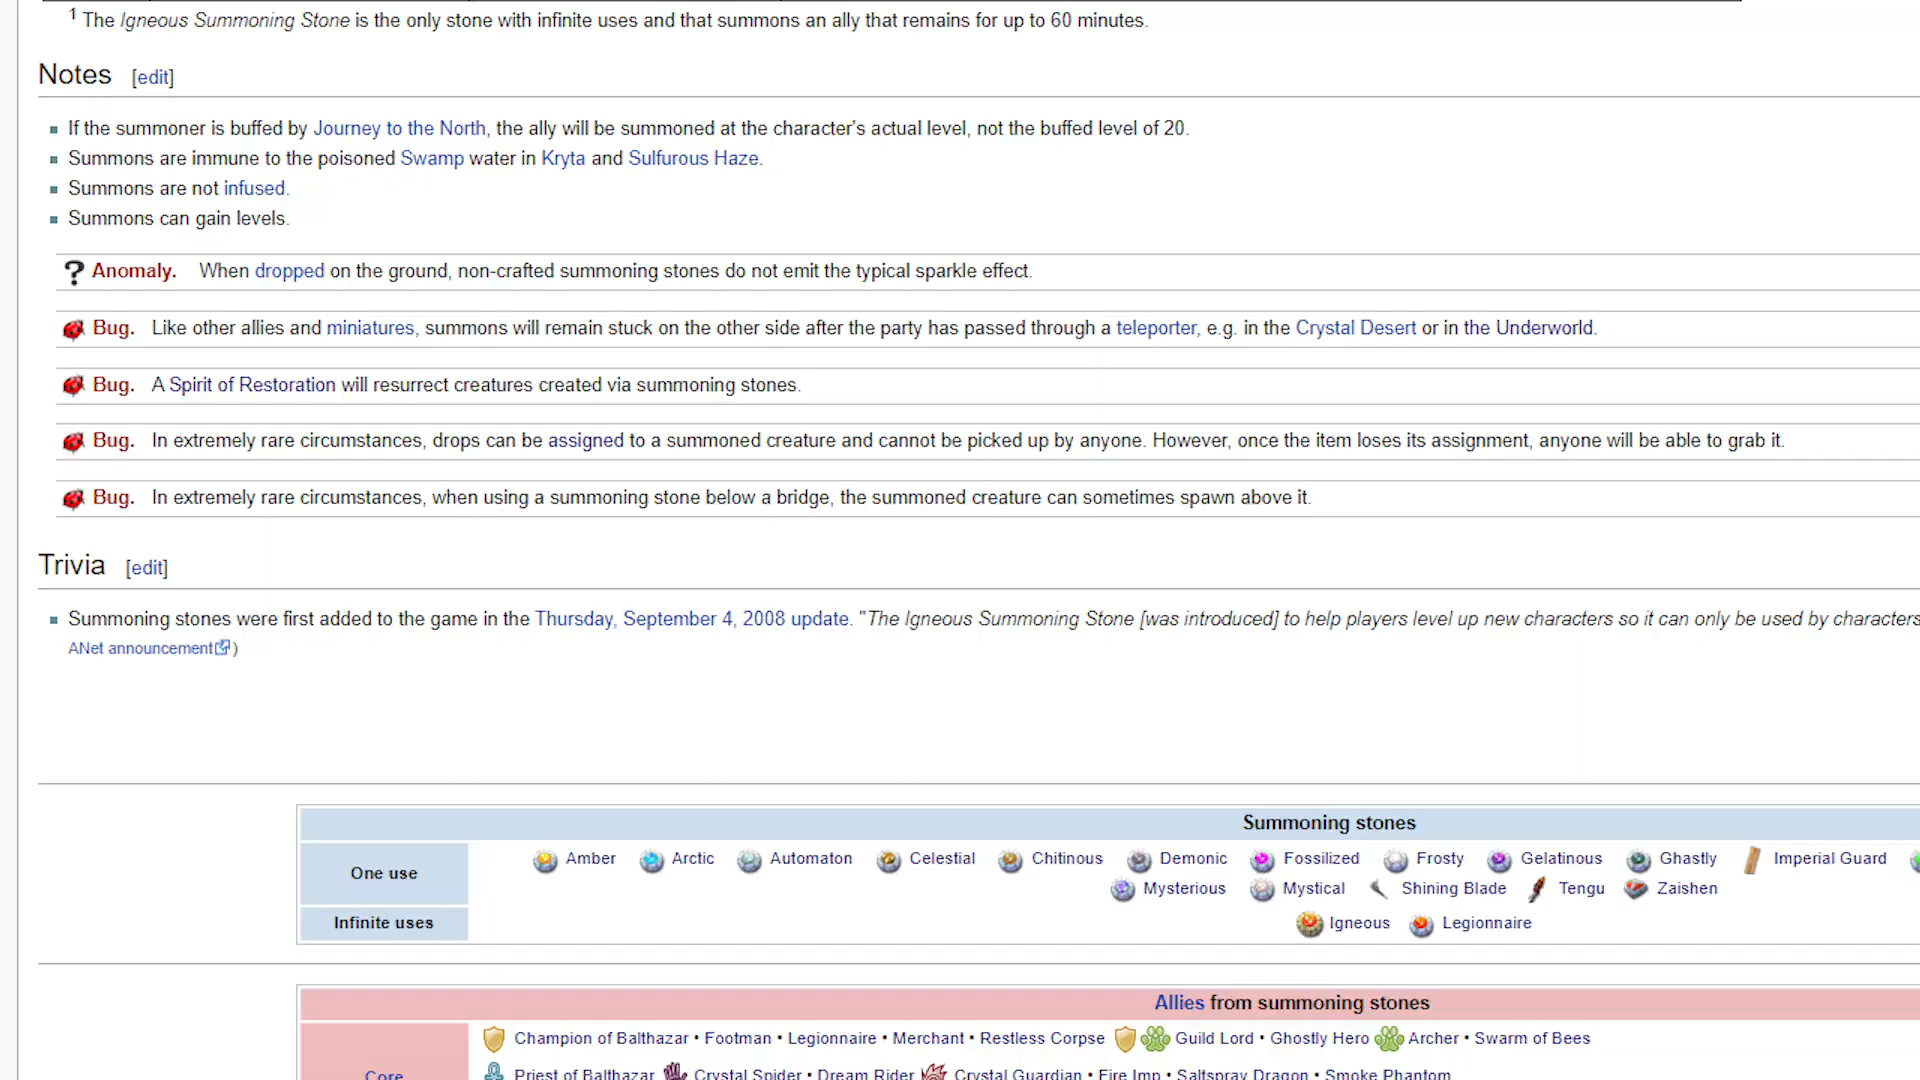 1 The Igneous Summoning Stone is the only stone with infinite uses and that summons an ally that remains for up to 60 minutes.
Notes [edit]
If the summoner is buffed by Journey to the North, the ally will be summoned at the character's actual level, not the buffed level of 20.
Summons are immune to the poisoned Swamp water in Kryta and Sulfurous Haze.
Summons are not infused.
Summons can gain levels.
? Anomaly. When dropped on the ground, non-crafted summoning stones do not emit the typical sparkle effect.
Bug. Like other allies and miniatures, summons will remain stuck on the other side after the party has passed through a teleporter, e.g. in the Crystal Desert or in the Underworld.
Bug. A Spirit of Restoration will resurrect creatures created via summoning stones.
Bug. In extremely rare circumstances, drops can be assigned to a summoned creature and cannot be picked up by anyone. However, once the item loses its assignment, anyone will be able to grab it.
Bug. In extremely rare circumstances, when using a summoning stone below a bridge, the summoned creature can sometimes spawn above it.
Trivia [edit]
Summoning stones were first added to the game in the Thursday, September 4, 2008 update. "The Igneous Summoning Stone [was introduced] to help players level up new characters so it can only be used by characters
ANet announcement)
Summoning stones
One use
Amber Arctic Automaton Celestial Chitinous Demonic Fossilized Frosty Gelatinous Ghastly Imperial Guard
Mysterious Mystical Shining Blade Tengu Zaishen
Infinite uses
Igneous Legionnaire
Allies from summoning stones
Core
Champion of Balthazar • Footman • Legionnaire • Merchant • Restless Corpse Guild Lord • Ghostly Hero Archer • Swarm of Bees
Priest of Balthazar Crystal Spider • Dream Rider Crystal Guardian • Fire Imp • Saltspray Dragon • Smoke Phantom